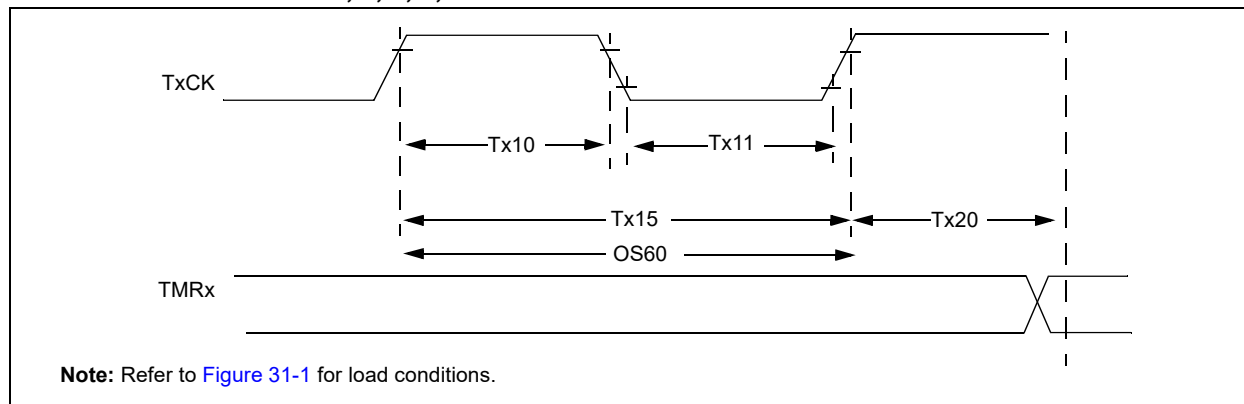 TxCK
Tx10
Tx11
Tx15
Tx20
OS60
TMRx
Note: Refer to Figure 31-1 for load conditions.